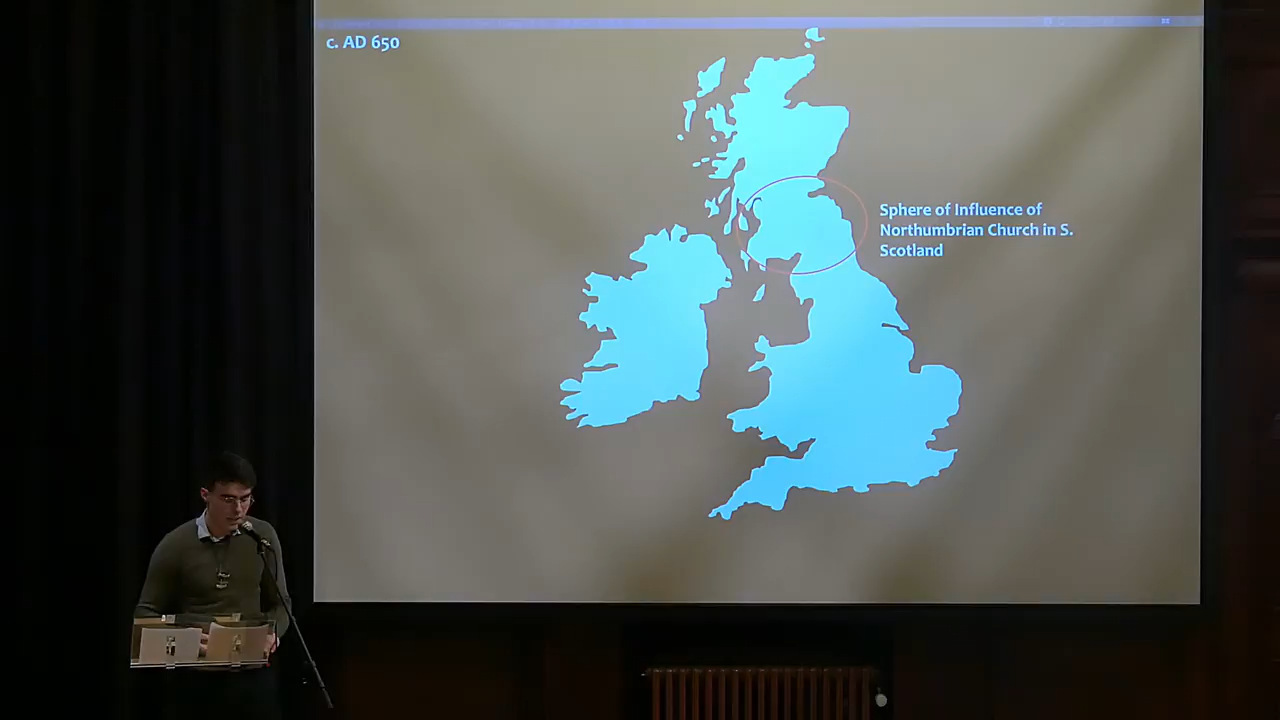 c. AD 650
Sphere of Influence of
Northumbrian Church in S.
Scotland